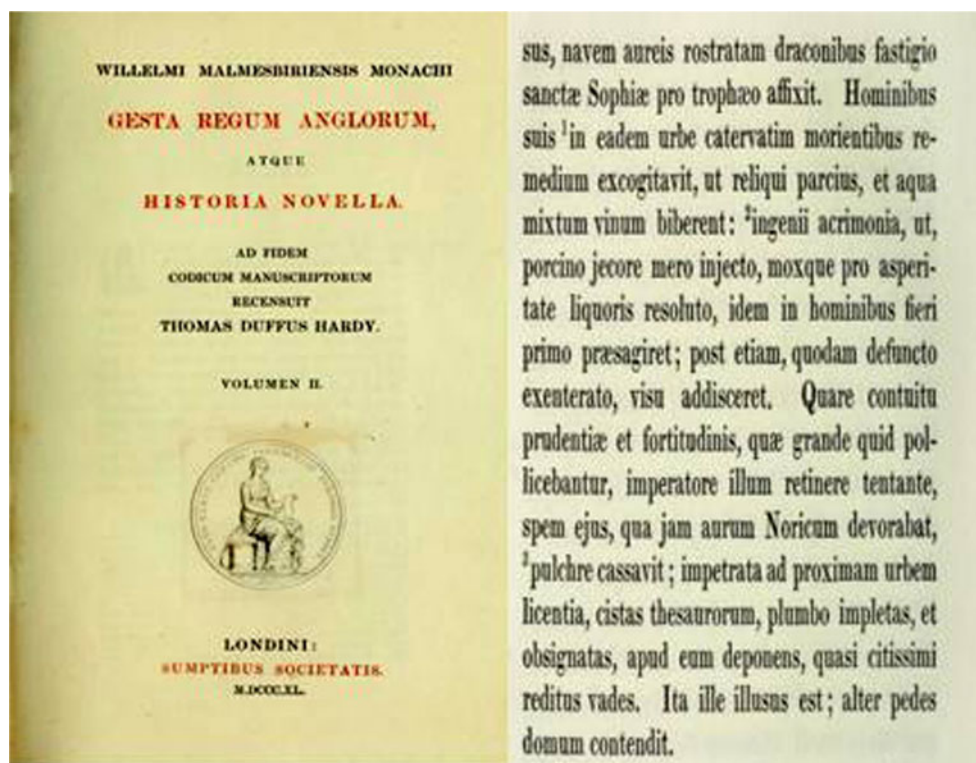 WILLELMI MALMESBIRIENSIS MONACHI
GESTA REGUM ANGLORUM,
ATQUE
HISTORIA NOVELLA.
AD FIDEM
CODICUM MANUSCRIPTORUM
RECENSUIT
THOMAS DUFFUS HARDY.
VOLUMEN II.
LONDINI:
SUMPTIBUS SOCIETATIS.
M.DCCC.XL.
sus, navem aureis rostratam draconibus fastigio
sanctæ Sophiæ pro trophæo affixit. Hominibus
suis ¹in eadem urbe catervatim morientibus re-
medium excogitavit, ut reliqui parcius, et aqua
mixtum vinum biberent: ²ingenii acrimonia, ut,
porcino jecore mero injecto, moxque pro asperi-
tate liquoris resoluto, idem in hominibus fieri
primo præsagiret; post etiam, quodam defuncto
exenterato, visu addisceret. Quare contuitu
prudentiæ et fortitudinis, quæ grande quid pol-
licebantur, imperatore illum retinere tentante,
spem ejus, qua jam aurum Noricum devorabat,
³pulchre cassavit; impetrata ad proximam urbem
licentia, cistas thesaurorum, plumbo impletas, et
obsignatas, apud eum deponens, quasi citissimi
reditus vades. Ita ille illusus est; alter pedes
domum contendit.